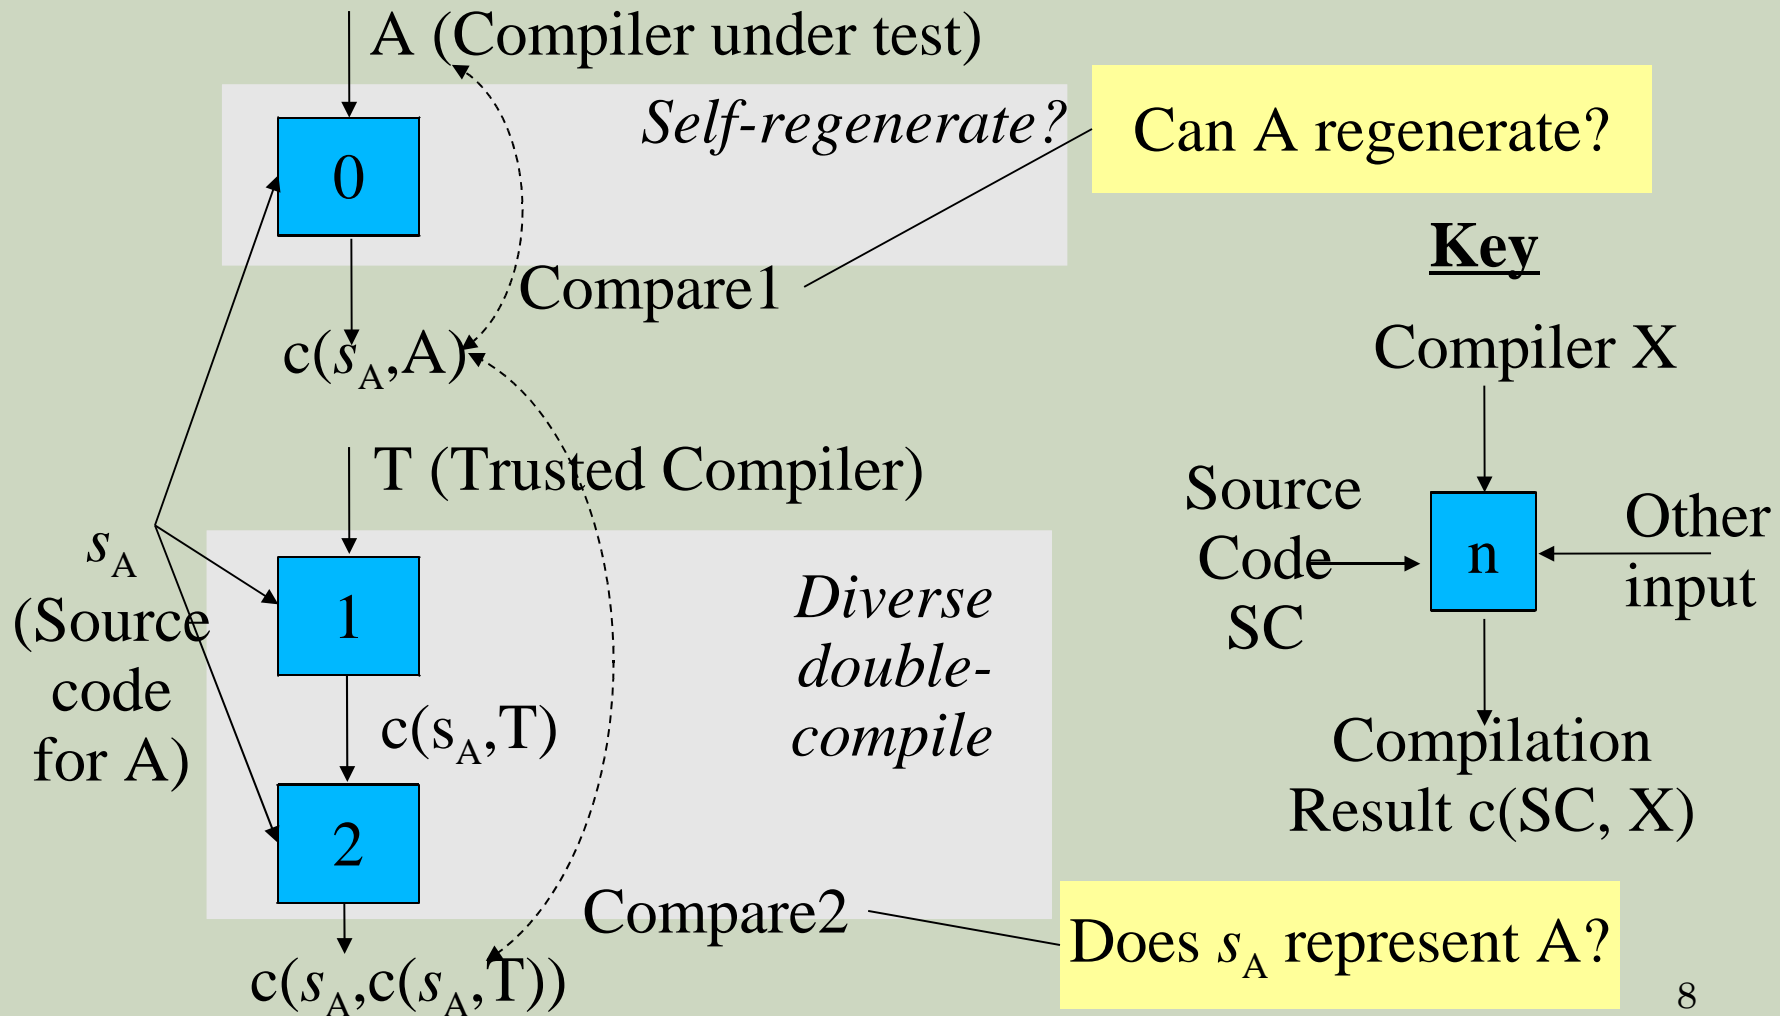 A (Compiler under test)
Self-regenerate?
Can A regenerate?
0
Compare1
c(sA,A)
T (Trusted Compiler)
sA
(Source
code
for A)
1
Diverse
double-
compile
c(sA,T)
2
Compare2
Does sA represent A?
c(sA,c(sA,T))
Key
Compiler X
Source
Code
SC
n
Other
input
Compilation
Result c(SC, X)
8